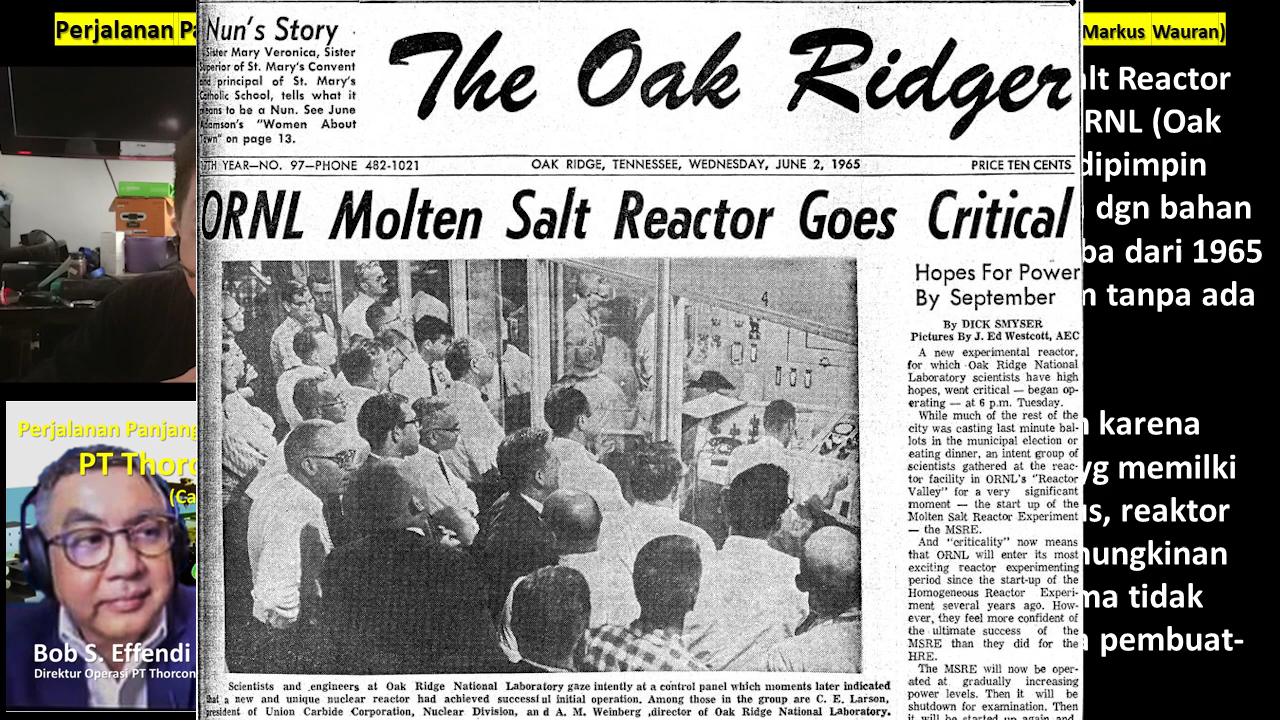 Perjalanan
Markus Wauran)
Nun's Story
Sister Mary Veronica, Sister
Superior of St. Mary's Convent
and principal of St. Mary's
Catholic School, tells what it
means to be a Nun. See June
Adamson's "Women About
Town" on page 13.
The Oak Ridger
17TH YEAR—NO. 97—PHONE 482-1021
OAK RIDGE, TENNESSEE, WEDNESDAY, JUNE 2, 1965
PRICE TEN CENTS
ORNL Molten Salt Reactor Goes Critical
4
Hopes For Power
By September
By DICK SMYSER
Pictures By J. Ed Westcott, AEC
A new experimental reactor,
for which Oak Ridge National
Laboratory scientists have high
hopes, went critical — began op-
erating — at 6 p.m. Tuesday.
While much of the rest of the
city was casting last minute bal-
lots in the municipal election or
eating dinner, an intent group of
scientists gathered at the reac-
tor facility in ORNL's "Reactor
Valley" for a very significant
moment — the start up of the
Molten Salt Reactor Experiment
— the MSRE.
And "criticality" now means
that ORNL will enter its most
exciting reactor experimenting
period since the start-up of the
Homogeneous Reactor Experi-
ment several years ago. How-
ever, they feel more confident of
the ultimate success of the
MSRE than they did for the
HRE.
The MSRE will now be oper-
ated at gradually increasing
power levels. Then it will be
shutdown for examination. Then
it will be started up again and
Scientists and engineers at Oak Ridge National Laboratory gaze intently at a control panel which moments later indicated
that a new and unique nuclear reactor had achieved successful initial operation. Among those in the group are C. E. Larson,
president of Union Carbide Corporation, Nuclear Division, and A. M. Weinberg ,director of Oak Ridge National Laboratory.
Perjalanan Panjang
PT Thorc
(Ca
Bob S. Effendi
Direktur Operasi PT Thorcon
lt Reactor
RNL (Oak
dipimpin
dgn bahan
ba dari 1965
tanpa ada
karena
yg memilki
s, reaktor
nungkinan
ma tidak
pembuat-